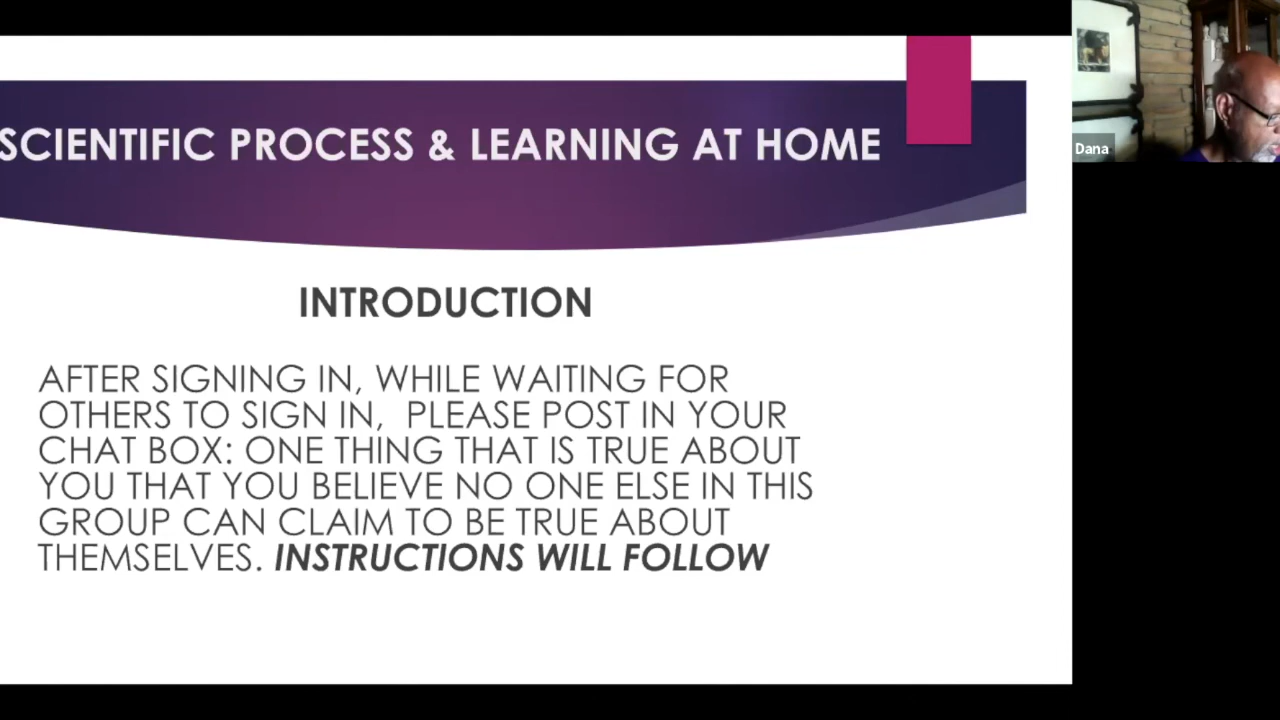 SCIENTIFIC PROCESS & LEARNING AT HOME
Dana
INTRODUCTION
AFTER SIGNING IN, WHILE WAITING FOR
OTHERS TO SIGN IN, PLEASE POST IN YOUR
CHAT BOX: ONE THING THAT IS TRUE ABOUT
YOU THAT YOU BELIEVE NO ONE ELSE IN THIS
GROUP CAN CLAIM TO BE TRUE ABOUT
THEMSELVES. INSTRUCTIONS WILL FOLLOW